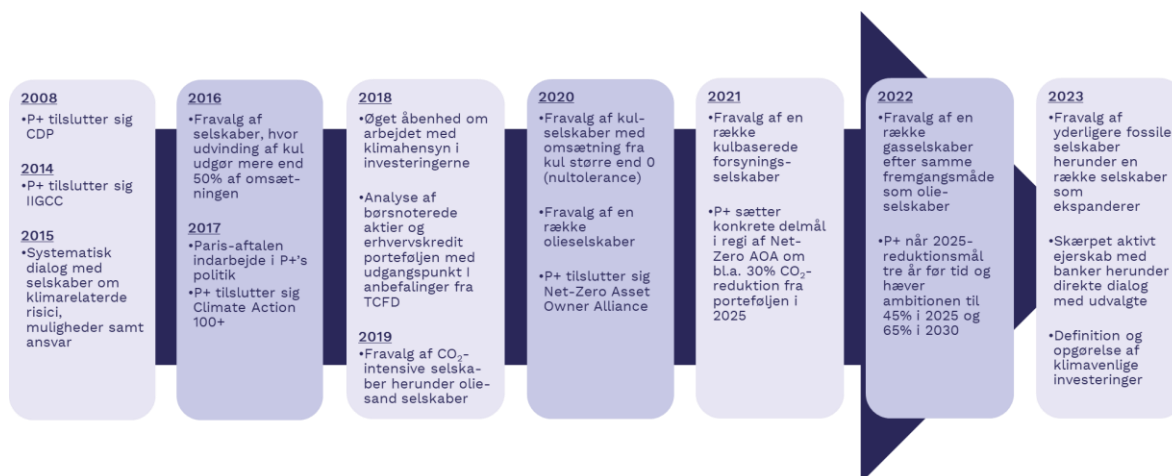 2008
•P+ tilslutter sig
CDP
2014
•P+ tilslutter sig
IIGCC
2015
•Systematisk
dialog med
selskaber om
klimarelaterde
risici,
muligheder samt
ansvar
2016
•Fravalg af
selskaber, hvor
udvinding af kul
udgør mere end
50% af omsæt-
ningen
2017
•Paris-aftalen
indarbejde i P+'s
politik
•P+ tilslutter sig
Climate Action
100+
2018
•Øget åbenhed om
arbejdet med
klimahensyn i
investeringerne
•Analyse af
børsnoterede
aktier og
erhvervskredit
porteføljen med
udgangspunkt I
anbefalinger fra
TCFD
2019
•Fravalg af CO₂-
intensive selska-
ber herunder olie-
sand selskaber
2020
•Fravalg af kul-
selskaber med
omsætning fra
kul større end 0
(nultolerance)
•Fravalg af en
række
olieselskaber
•P+ tilslutter sig
Net-Zero Asset
Owner Alliance
2021
•Fravalg af en
række
kulbaserede
forsynings-
selskaber
•P+ sætter
konkrete delmål
i regi af Net-
Zero AOA om
bl.a. 30% CO₂-
reduktion fra
porteføljen i
2025
2022
•Fravalg af en
række
gasselskaber
efter samme
fremgangsmåde
som olie-
selskaber
•P+ når 2025-
reduktionsmål
tre år før tid og
hæver
ambitionen til
45% i 2025 og
65% i 2030
2023
•Fravalg af
yderligere fossile
selskaber
herunder en
række selskaber
som
ekspanderer
•Skærpet aktivt
ejerskab med
banker herunder
direkte dialog
med udvalgte
•Definition og
opgørelse af
klimavenlige
investeringer